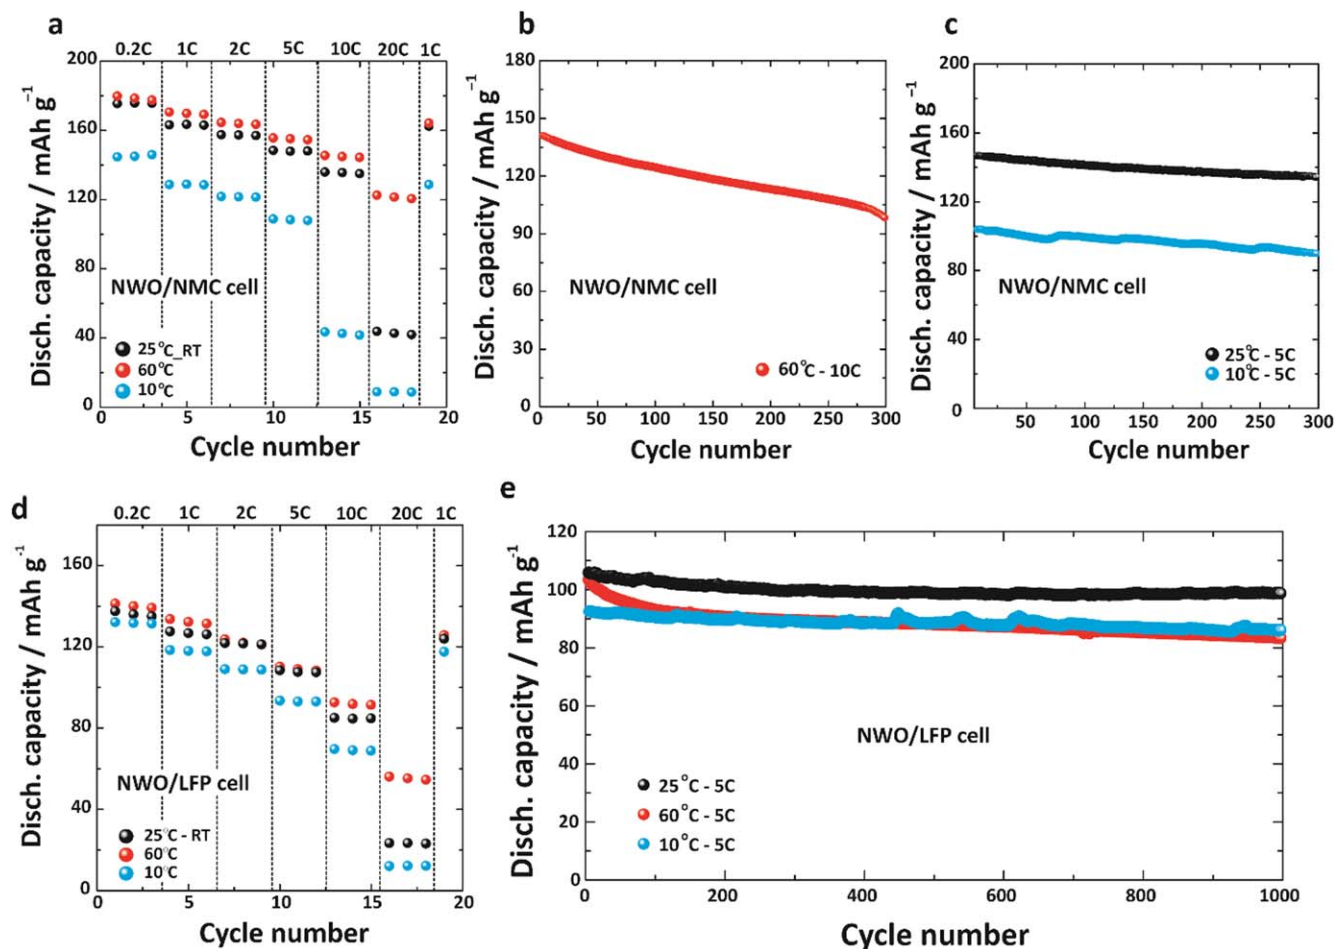 a
0.2C 1C 2C 5C 10C 20C 1C
200
160
120
80
40
0
0 5 10 15 20
Disch. capacity / mAh g⁻¹
Cycle number
NWO/NMC cell
25°C_RT
60°C
10°C
b
180
150
120
90
60
30
0
0 50 100 150 200 250 300
Disch. capacity / mAh g⁻¹
Cycle number
NWO/NMC cell
60°C - 10C
c
200
160
120
80
40
0
50 100 150 200 250 300
Disch. capacity / mAh g⁻¹
Cycle number
NWO/NMC cell
25°C - 5C
10°C - 5C
d
0.2C 1C 2C 5C 10C 20C 1C
160
120
80
40
0
0 5 10 15 20
Disch. capacity / mAh g⁻¹
Cycle number
NWO/LFP cell
25°C - RT
60°C
10°C
e
120
100
80
60
40
20
0
0 200 400 600 800 1000
Disch. capacity / mAh g⁻¹
Cycle number
NWO/LFP cell
25°C - 5C
60°C - 5C
10°C - 5C